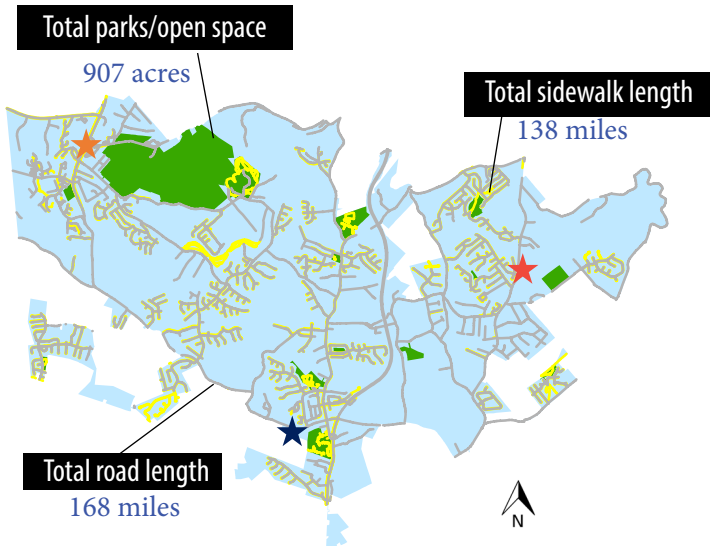 Total parks/open space
907 acres
Total sidewalk length
138 miles
Total road length
168 miles
N